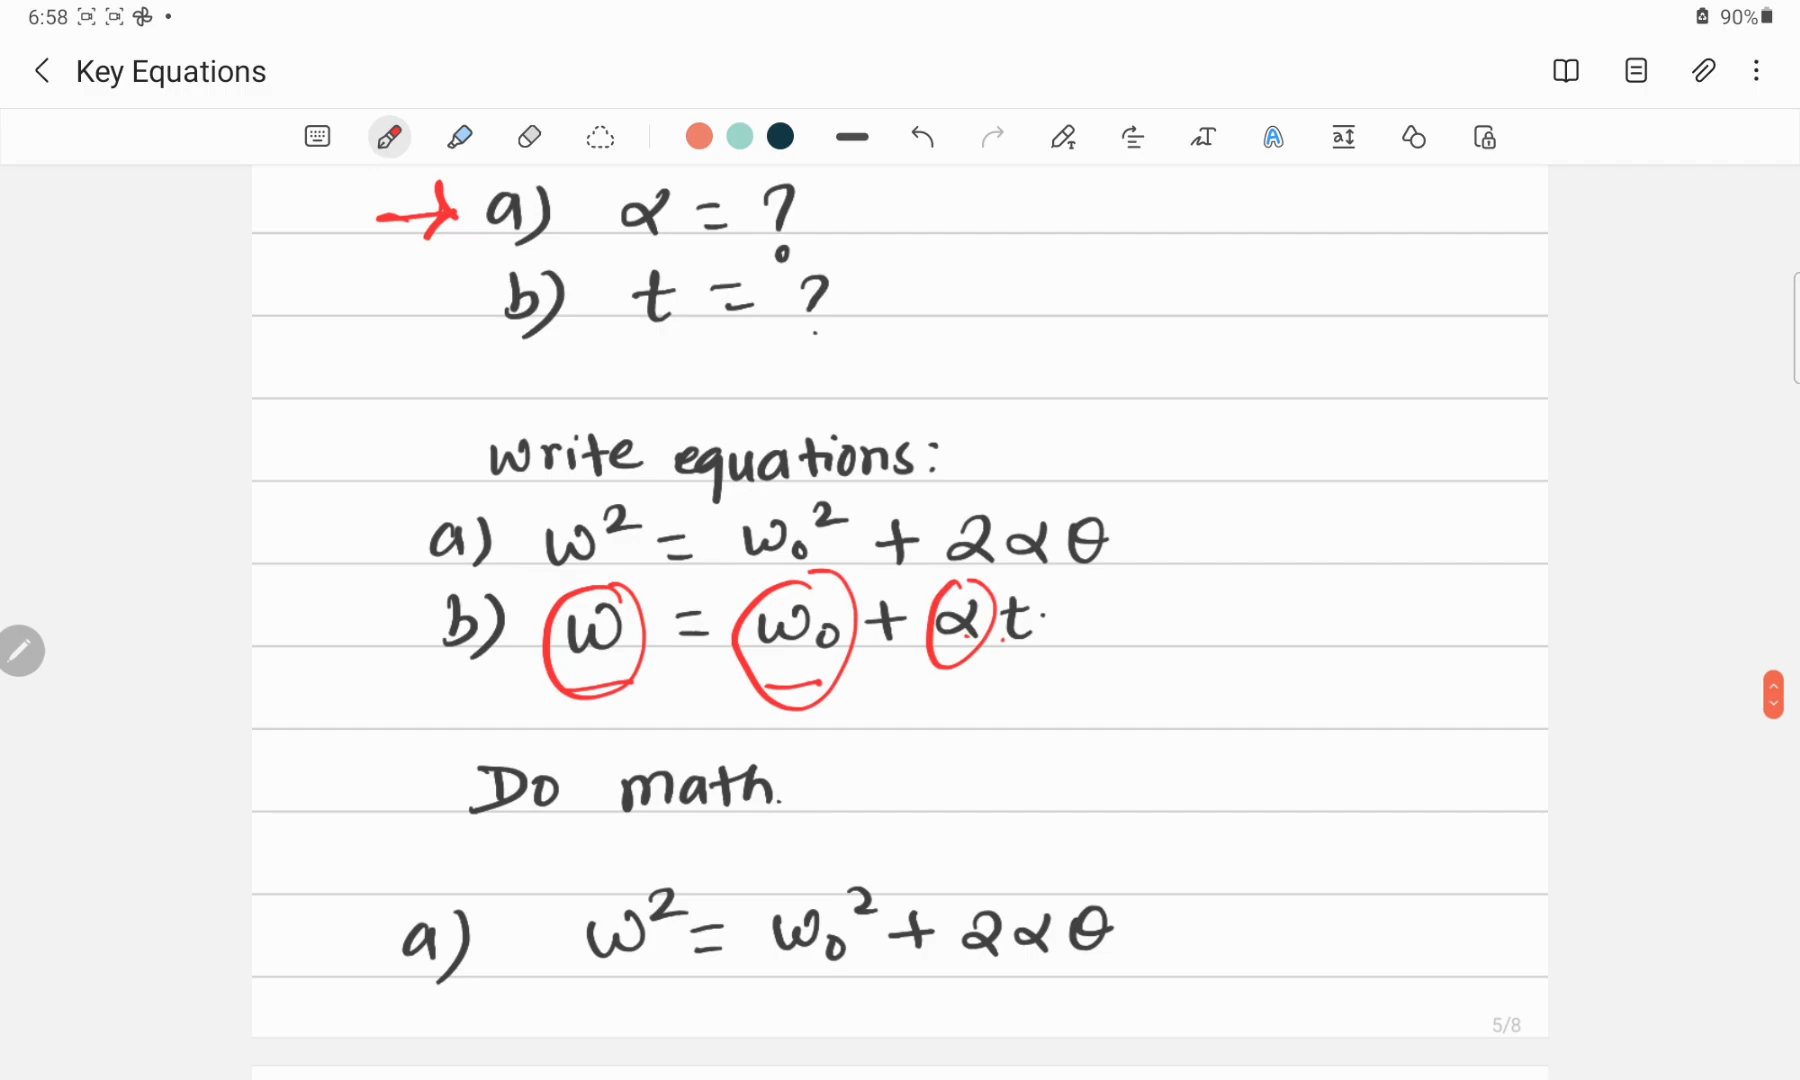 6:58
90%
Key Equations
a) α = ?
b) t = ?
Write equations:
a) ω² = ω₀² + 2αθ
b) ω = ω₀ + αt.
Do math.
a) ω² = ω₀² + 2αθ
5/8